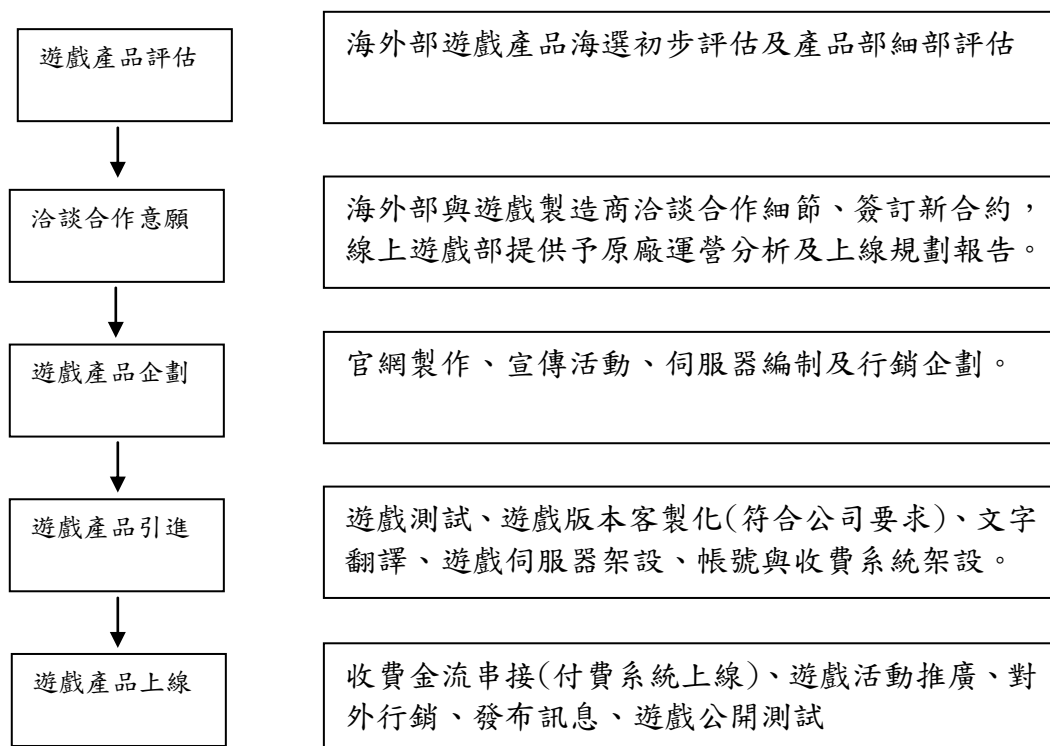 遊戲產品評估
海外部遊戲產品海選初步評估及產品部細部評估
洽談合作意願
海外部與遊戲製造商洽談合作細節、簽訂新合約，
線上遊戲部提供予原廠運營分析及上線規劃報告。
遊戲產品企劃
官網製作、宣傳活動、伺服器編制及行銷企劃。
遊戲產品引進
遊戲測試、遊戲版本客製化(符合公司要求)、文字
翻譯、遊戲伺服器架設、帳號與收費系統架設。
遊戲產品上線
收費金流串接(付費系統上線)、遊戲活動推廣、對
外行銷、發布訊息、遊戲公開測試